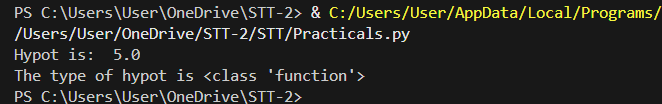 PS C:\Users\User\OneDrive\STT-2> & C:/Users/User/AppData/Local/Programs/
/Users/User/OneDrive/STT-2/STT/Practicals.py
Hypot is:  5.0
The type of hypot is <class 'function'>
PS C:\Users\User\OneDrive\STT-2>